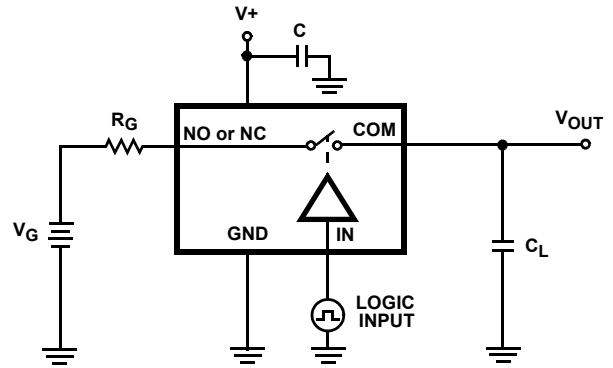 V+
C
RG
NO or NC
COM
VOUT
VG
GND
IN
CL
LOGIC
INPUT